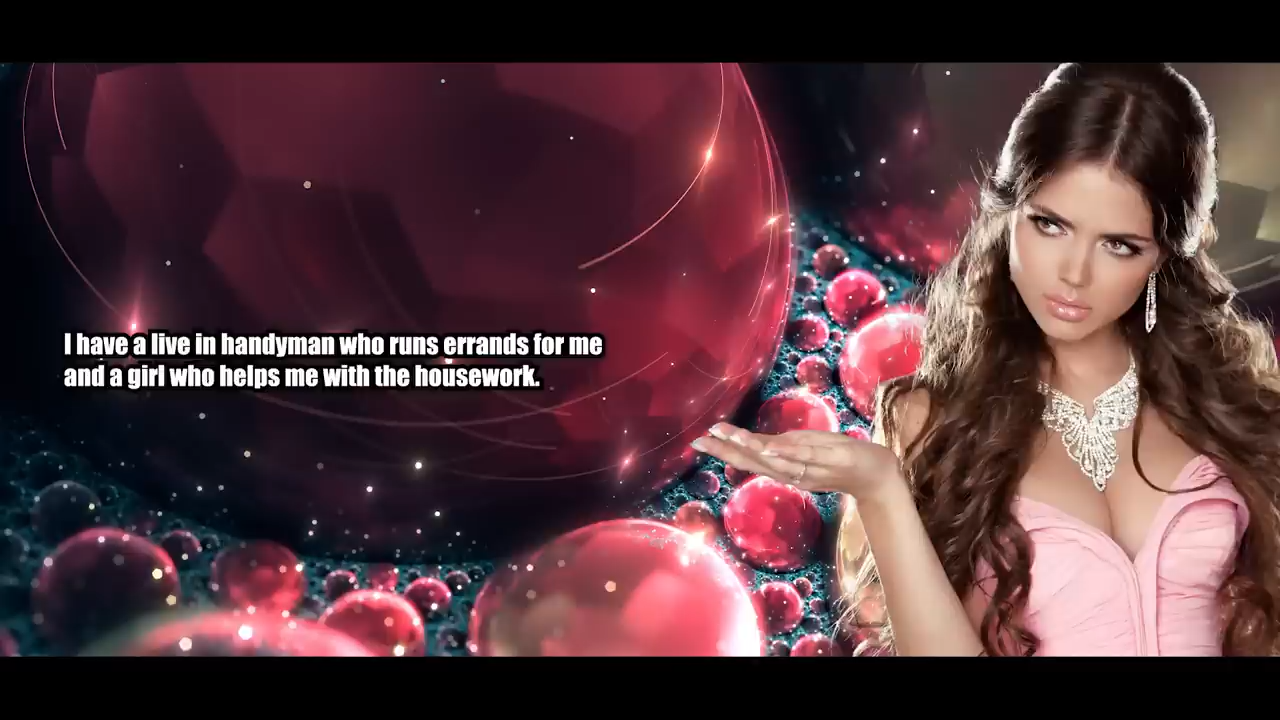 I have a live in handyman who runs errands for me
and a girl who helps me with the housework.